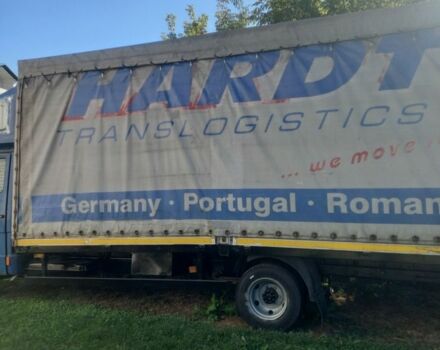 HARDT
TRANSLOGISTICS
... we move
Germany · Portugal · Roman